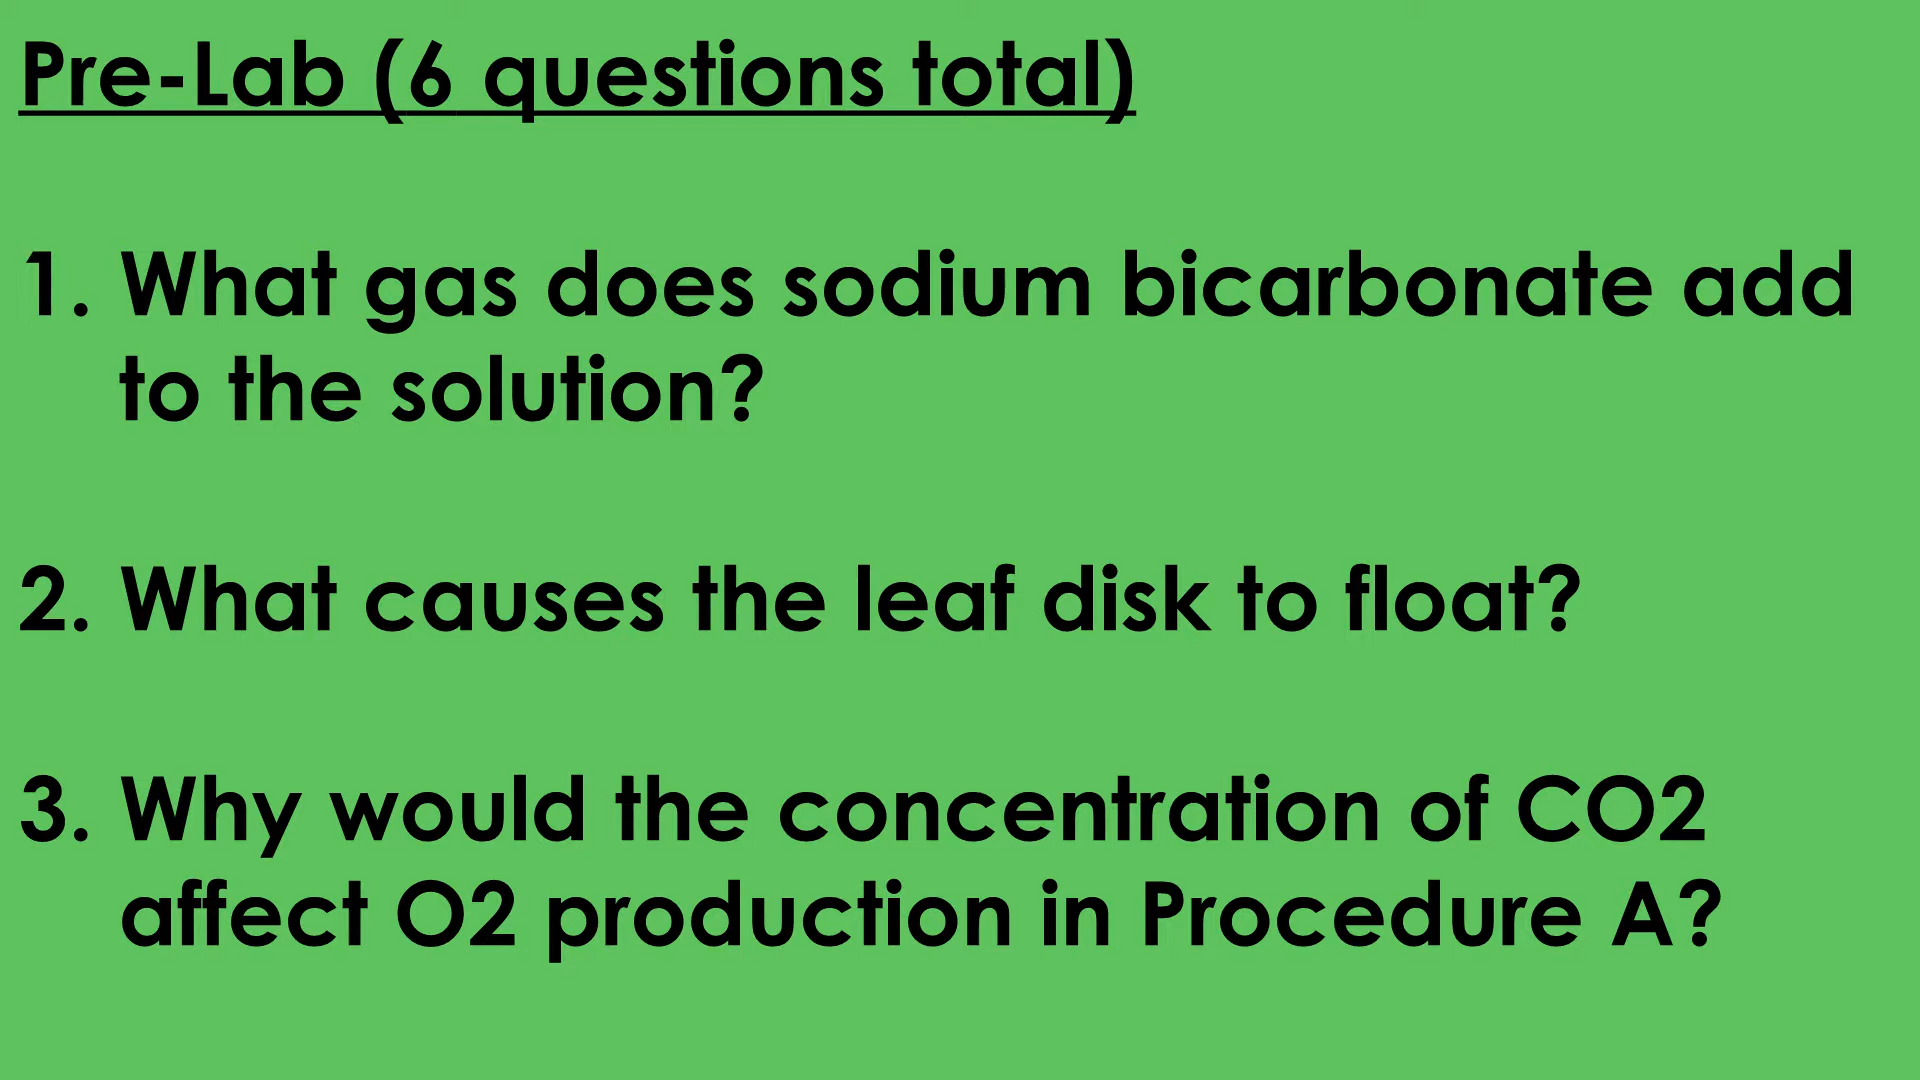 Pre-Lab (6 questions total)
1. What gas does sodium bicarbonate add
to the solution?
2. What causes the leaf disk to float?
3. Why would the concentration of CO2
affect O2 production in Procedure A?